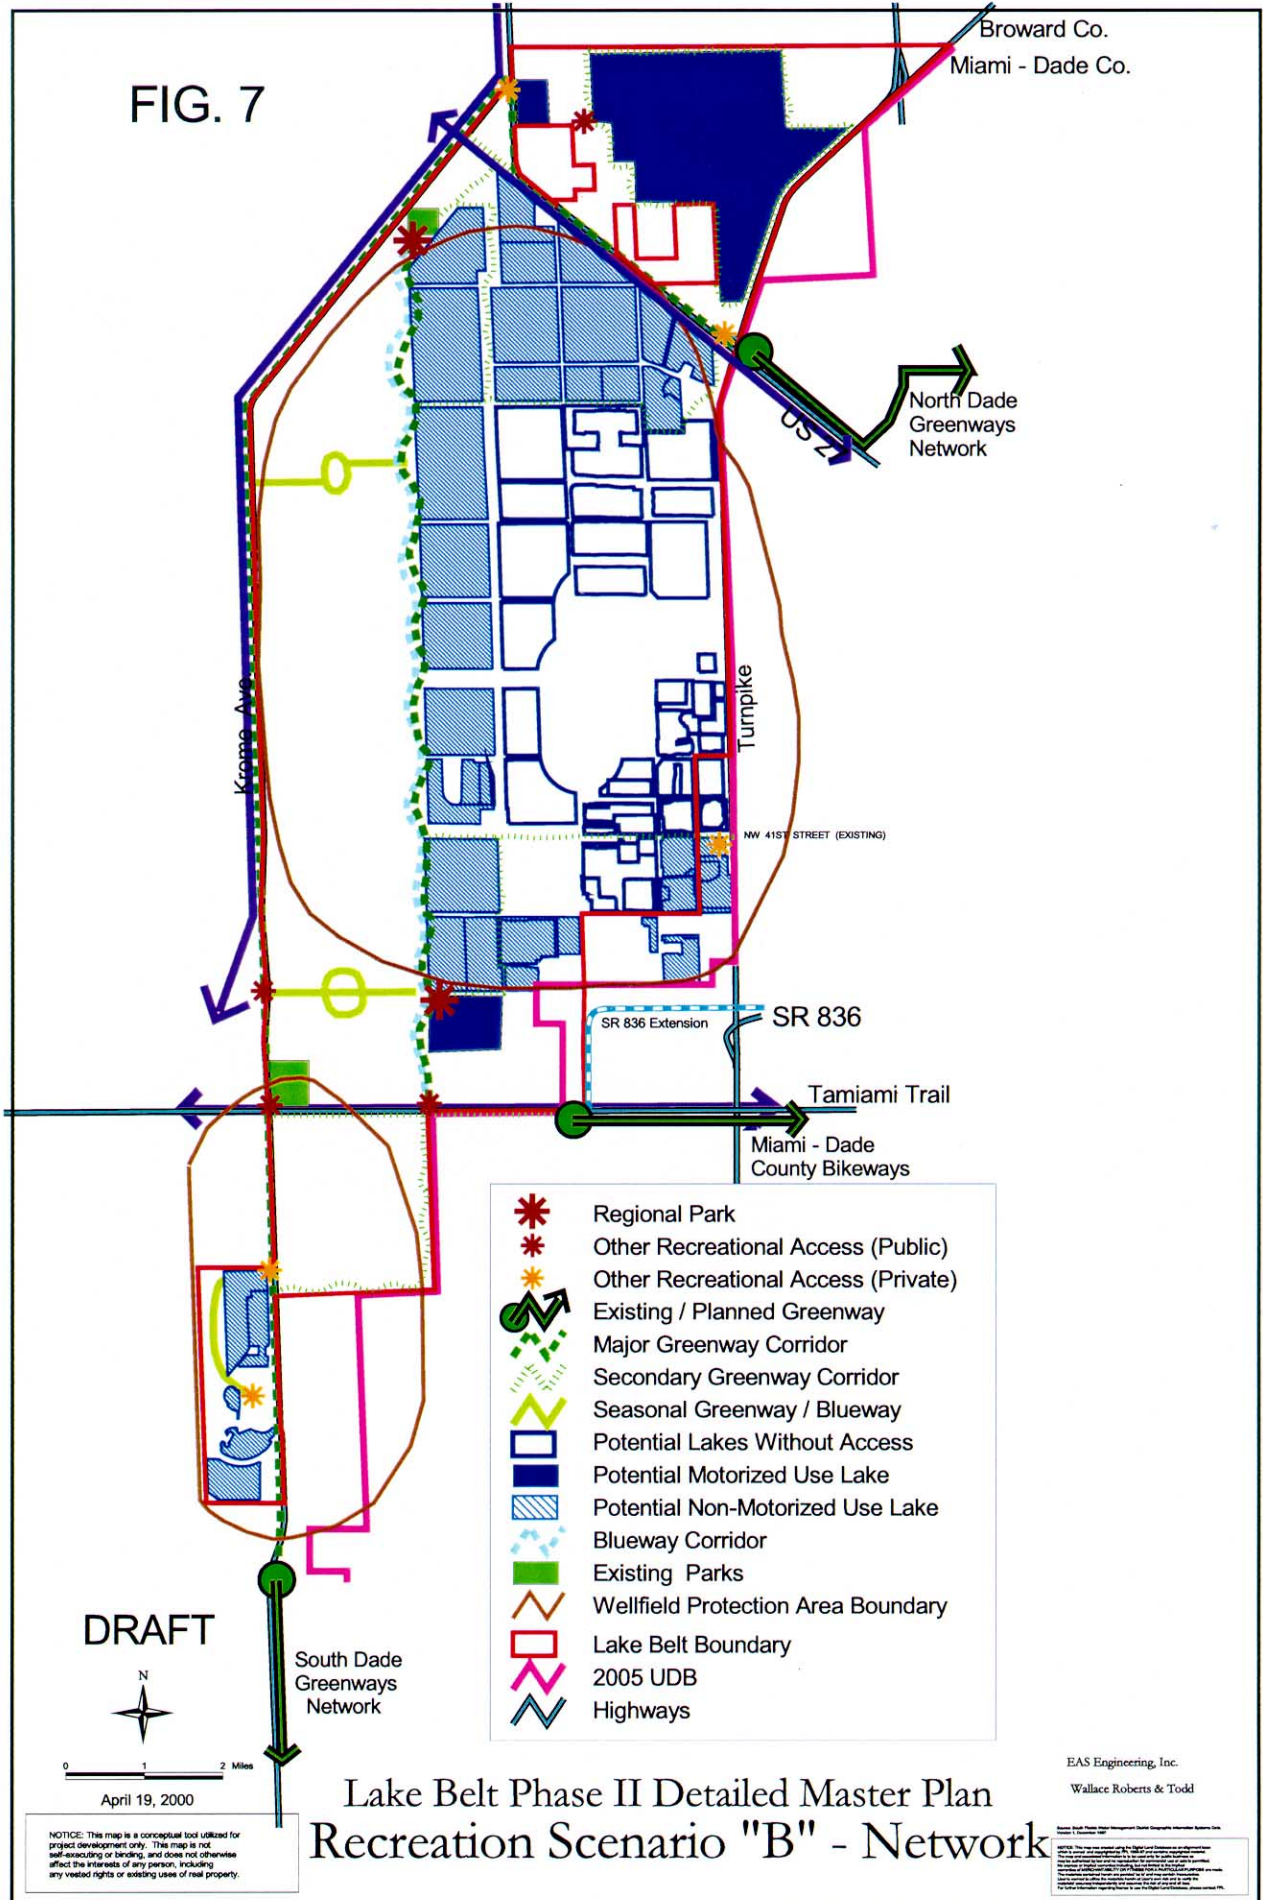 Broward Co.
Miami - Dade Co.
FIG. 7
North Dade
Greenways
Network
US 2
Krome Ave.
Turnpike
NW 41ST STREET (EXISTING)
SR 836 Extension
SR 836
Tamiami Trail
Miami - Dade
County Bikeways
Regional Park
Other Recreational Access (Public)
Other Recreational Access (Private)
Existing / Planned Greenway
Major Greenway Corridor
Secondary Greenway Corridor
Seasonal Greenway / Blueway
Potential Lakes Without Access
Potential Motorized Use Lake
Potential Non-Motorized Use Lake
Blueway Corridor
Existing Parks
Wellfield Protection Area Boundary
Lake Belt Boundary
2005 UDB
Highways
DRAFT
N
South Dade
Greenways
Network
0 1 2 Miles
April 19, 2000
NOTICE: This map is a conceptual tool utilized for
project development only. This map is not
self-executing or binding, and does not otherwise
affect the interests of any person, including
any vested rights or existing uses of real property.
Lake Belt Phase II Detailed Master Plan
Recreation Scenario "B" - Network
EAS Engineering, Inc.
Wallace Roberts & Todd